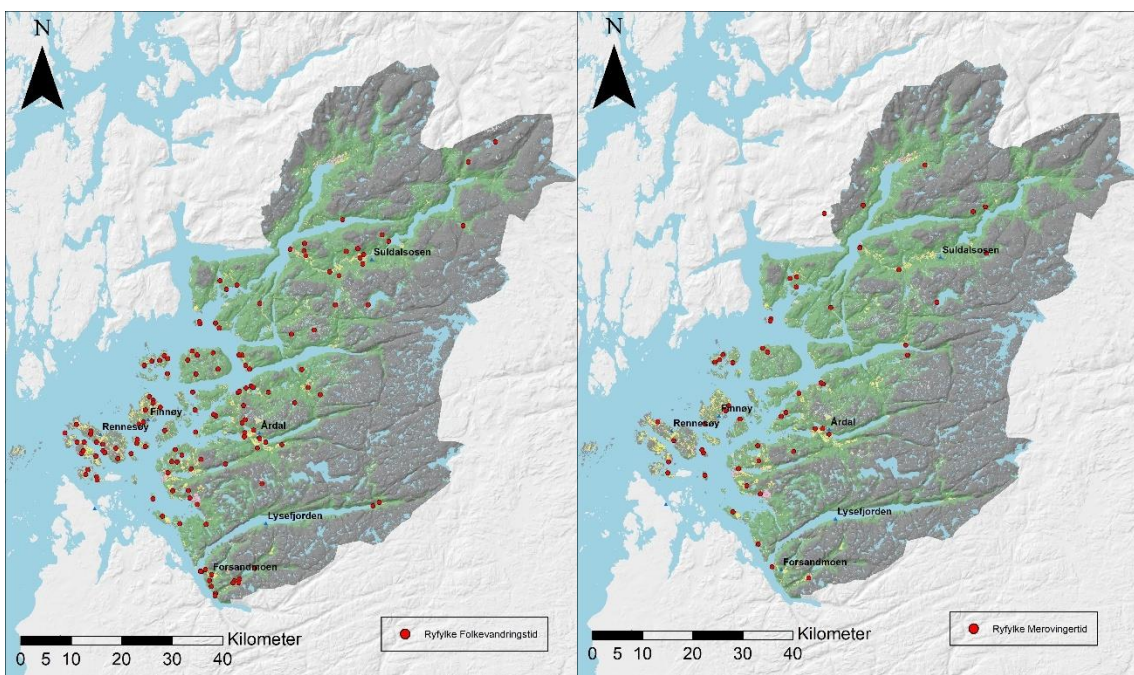 N
Suldalsosen
Finnøy
Rennesøy
Årdal
Lysefjorden
Forsandmoen
Kilometer
0 5 10 20 30 40
Ryfylke Folkevandringstid
N
Suldalsosen
Finnøy
Rennesøy
Årdal
Lysefjorden
Forsandmoen
Kilometer
0 5 10 20 30 40
Ryfylke Merovingertid